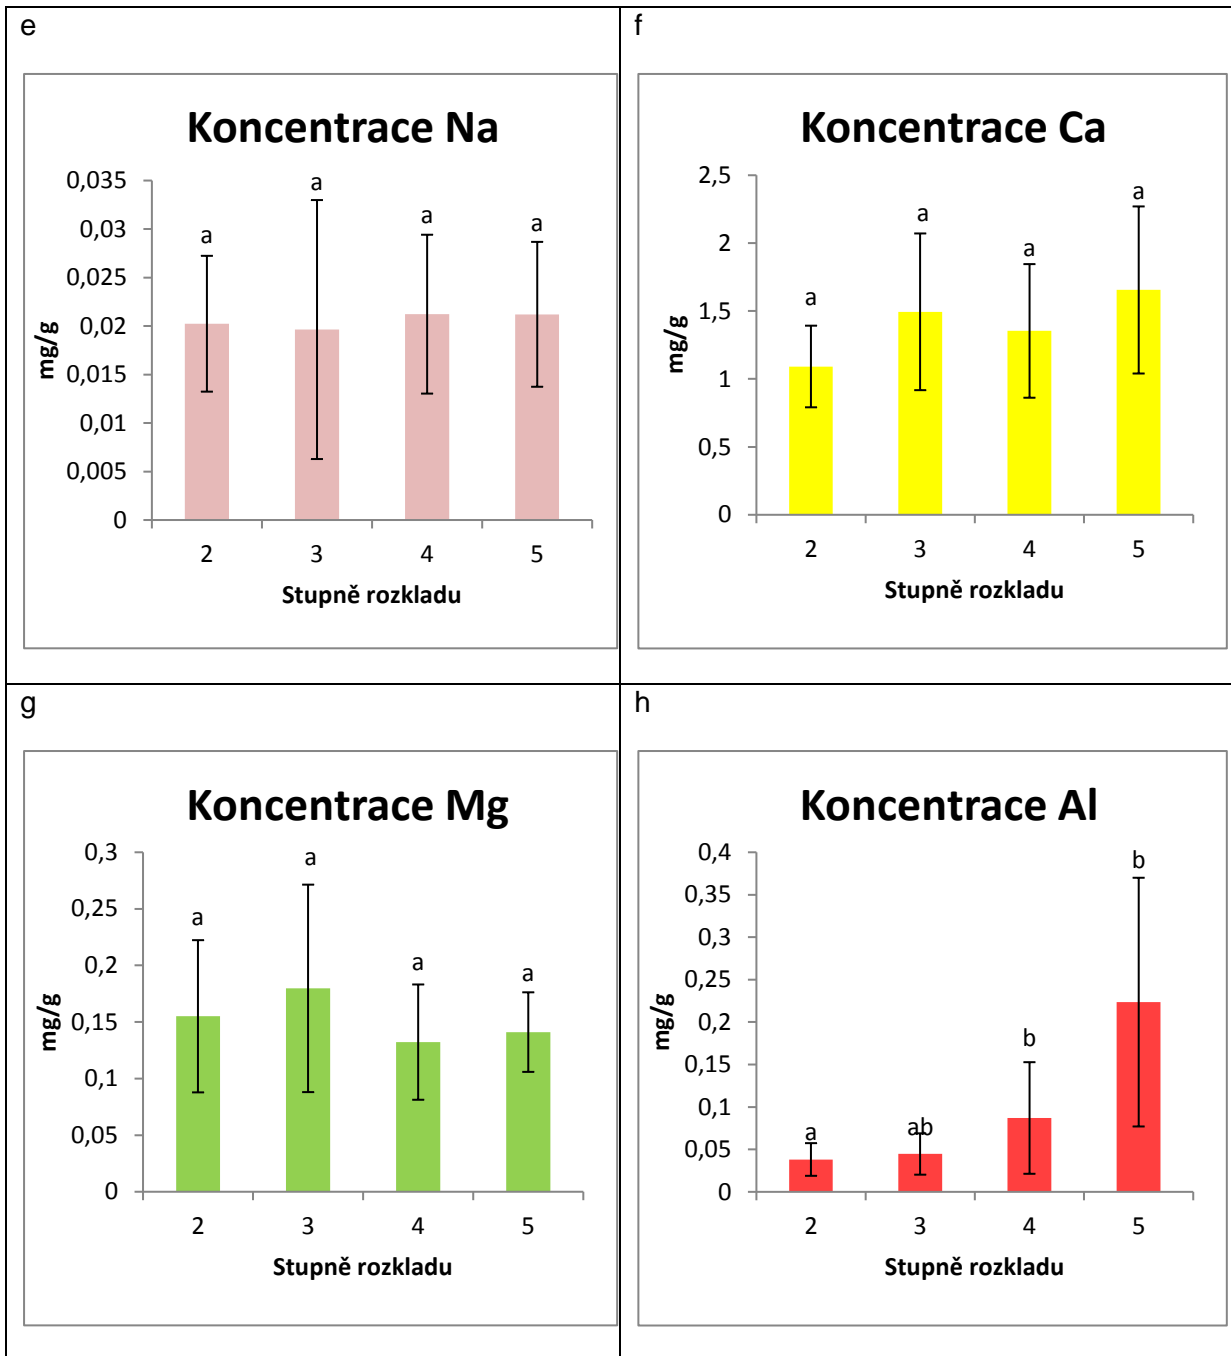 e
Koncentrace Na
0,035
0,03
0,025
0,02
0,015
0,01
0,005
0
mg/g
a
a
a
a
2 3 4 5
Stupně rozkladu
f
Koncentrace Ca
2,5
2
1,5
1
0,5
0
mg/g
a
a
a
a
2 3 4 5
Stupně rozkladu
g
Koncentrace Mg
0,3
0,25
0,2
0,15
0,1
0,05
0
mg/g
a
a
a
a
2 3 4 5
Stupně rozkladu
h
Koncentrace Al
0,4
0,35
0,3
0,25
0,2
0,15
0,1
0,05
0
mg/g
a
ab
b
b
2 3 4 5
Stupně rozkladu